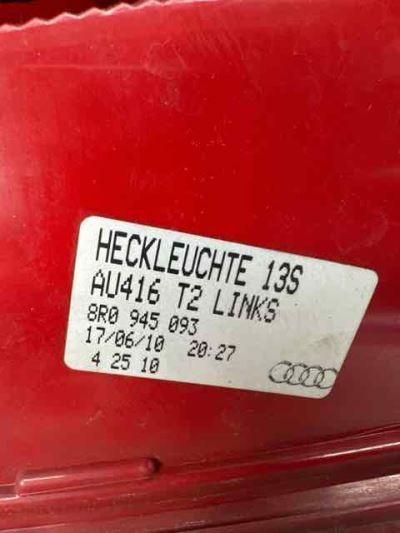 HECKLEUCHTE 13S
AU416 T2 LINKS
8R0 945 093
17/06/10 20:27
4 25 10